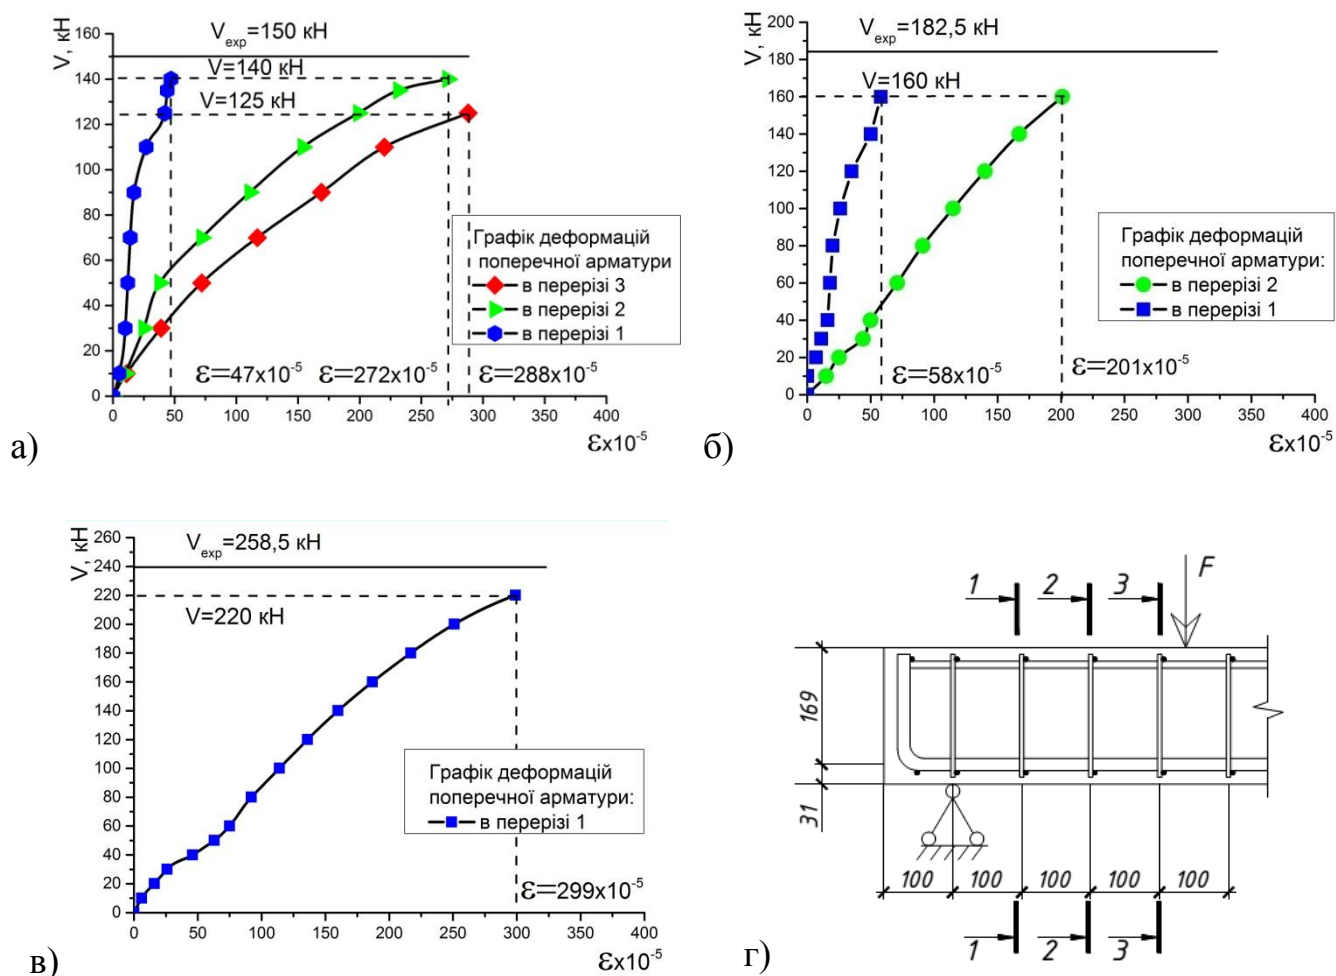 V, кН
V_exp=150 кН
V=140 кН
V=125 кН
160
140
120
100
80
60
40
20
0
Графік деформацій
поперечної арматури
в перерізі 3
в перерізі 2
в перерізі 1
Ɛ=47x10⁻⁵
Ɛ=272x10⁻⁵
Ɛ=288x10⁻⁵
0 50 100 150 200 250 300 350 400
Ɛx10⁻⁵
а)
V, кН
V_exp=182,5 кН
V=160 кН
200
180
160
140
120
100
80
60
40
20
0
Графік деформацій
поперечної арматури:
в перерізі 2
в перерізі 1
Ɛ=58x10⁻⁵
Ɛ=201x10⁻⁵
0 50 100 150 200 250 300 350 400
Ɛx10⁻⁵
б)
V, кН
V_exp=258,5 кН
V=220 кН
260
240
220
200
180
160
140
120
100
80
60
40
20
0
Графік деформацій
поперечної арматури:
в перерізі 1
Ɛ=299x10⁻⁵
0 50 100 150 200 250 300 350 400
Ɛx10⁻⁵
в)
1 2 3 F
169
31
100 100 100 100 100
1 2 3
г)